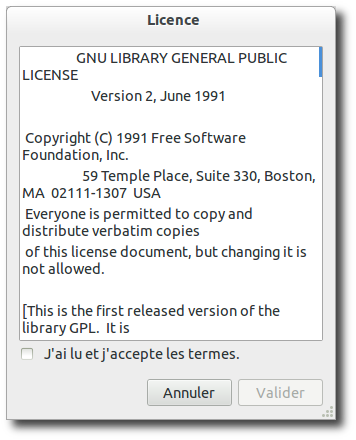 Licence
GNU LIBRARY GENERAL PUBLIC
LICENSE
Version 2, June 1991
Copyright (C) 1991 Free Software
Foundation, Inc.
59 Temple Place, Suite 330, Boston,
MA  02111-1307  USA
Everyone is permitted to copy and
distribute verbatim copies
of this license document, but changing it is
not allowed.
[This is the first released version of the
library GPL.  It is
J'ai lu et j'accepte les termes.
Annuler
Valider